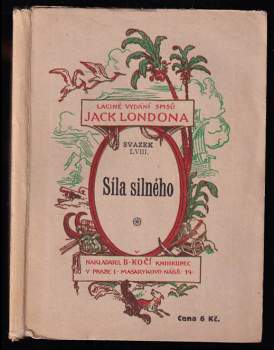 LACINÉ VYDÁNÍ SPISŮ
JACK LONDONA
SVAZEK
LVIII.
Síla silného
NAKLADATEL B·KOČÍ KNIHKUPEC
V PRAZE I·MASARYKOVO NÁBŘ·14·
Cena 6 Kč.